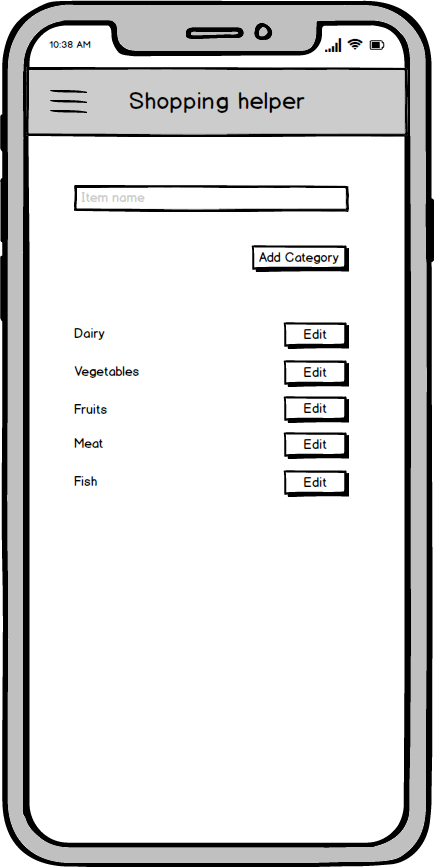 10:38 AM
Shopping helper
Item name
Add Category
Dairy Edit
Vegetables Edit
Fruits Edit
Meat Edit
Fish Edit